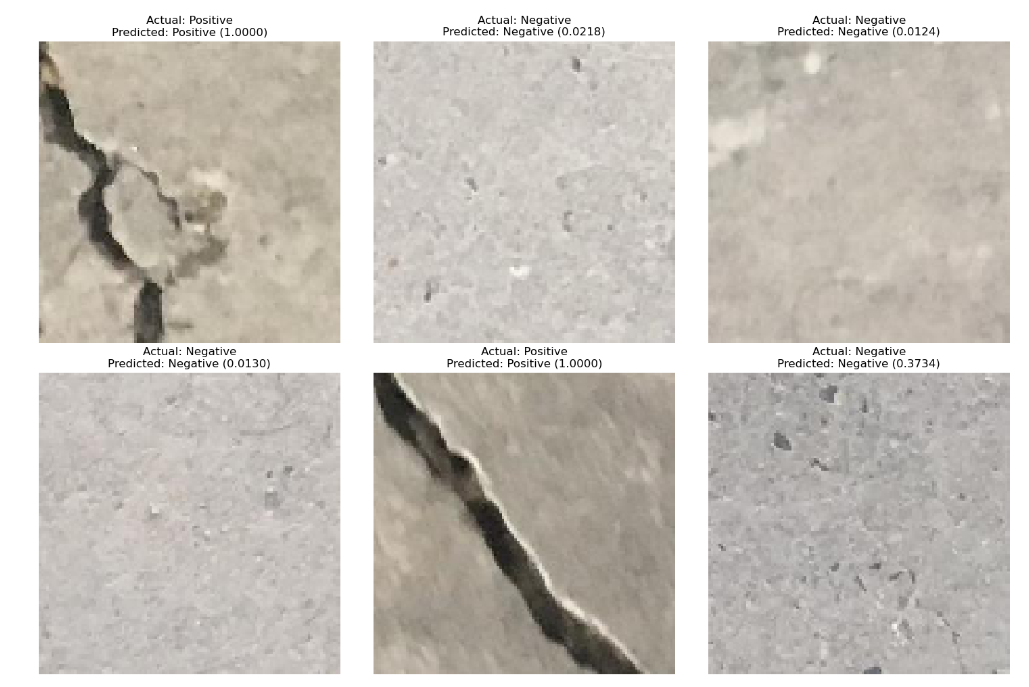 Actual: Positive
Predicted: Positive (1.0000)
Actual: Negative
Predicted: Negative (0.0218)
Actual: Negative
Predicted: Negative (0.0124)
Actual: Negative
Predicted: Negative (0.0130)
Actual: Positive
Predicted: Positive (1.0000)
Actual: Negative
Predicted: Negative (0.3734)